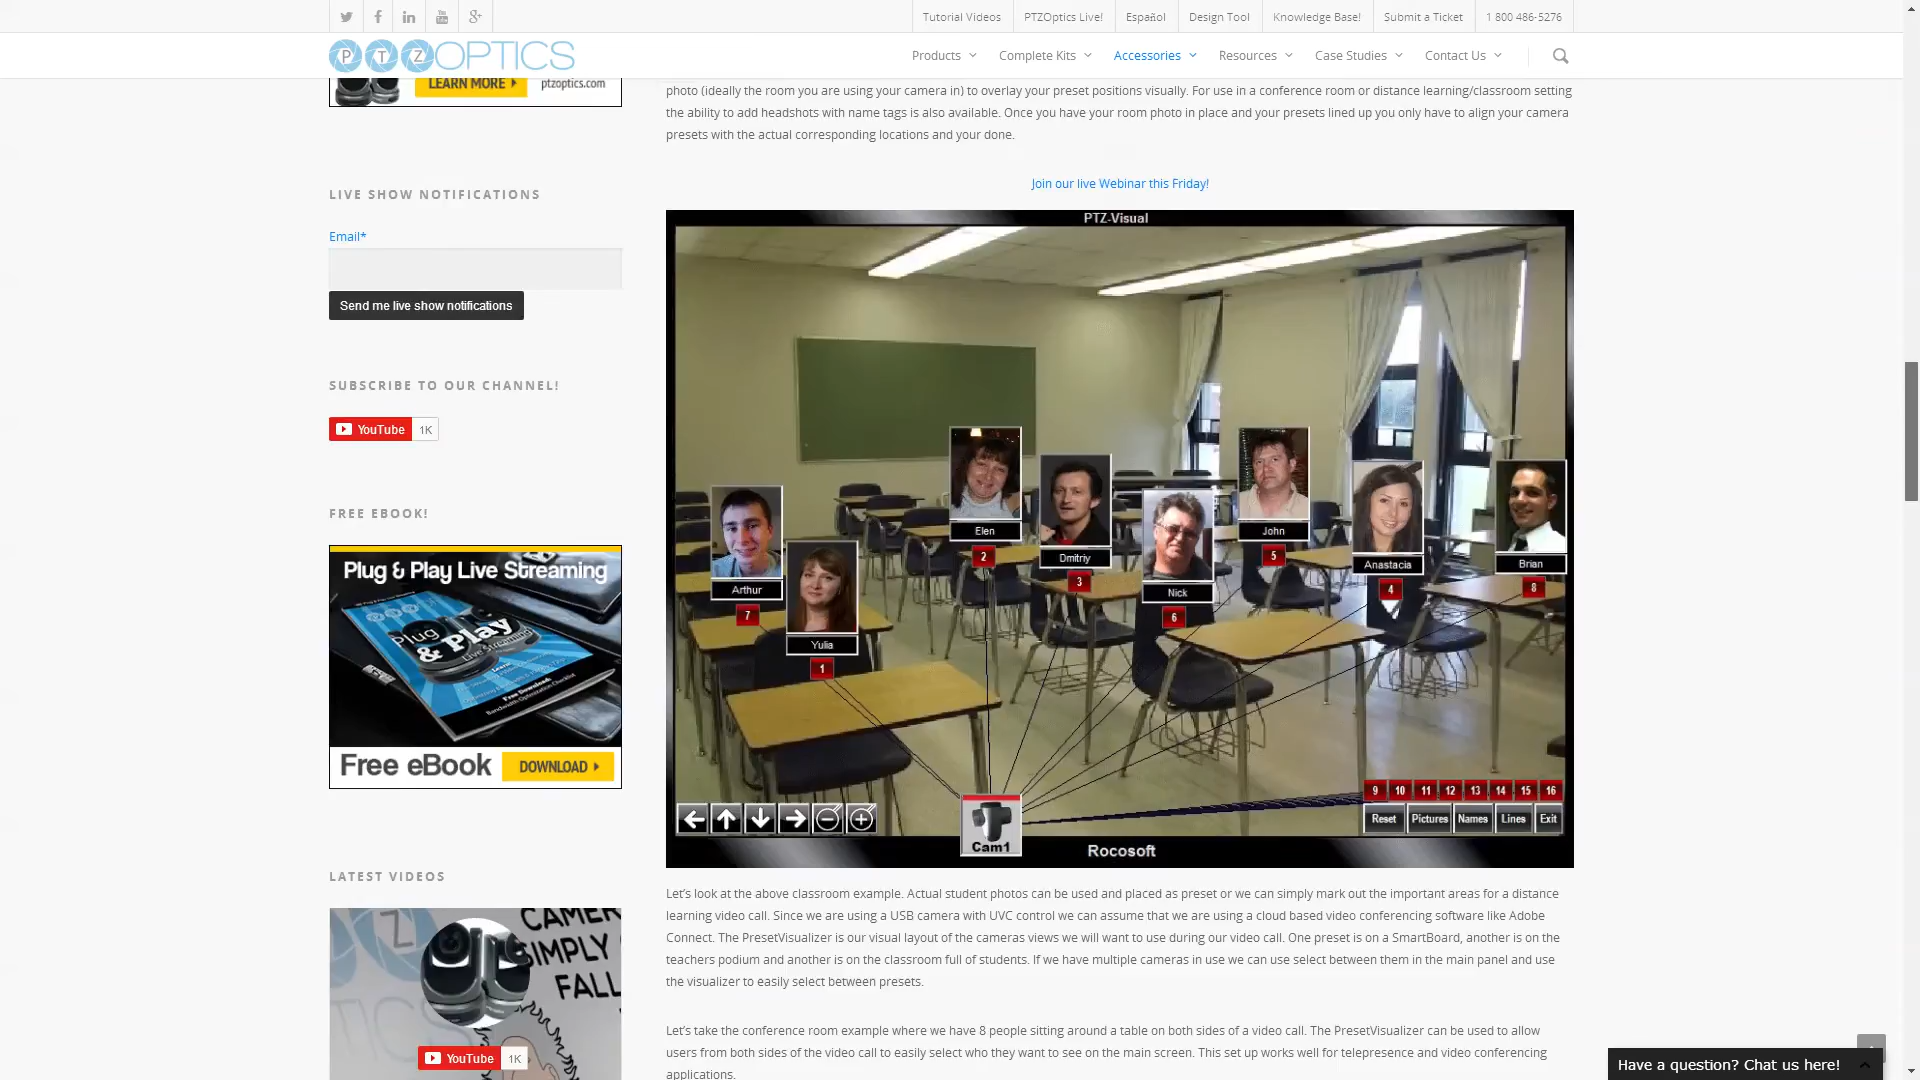 Tutorial Videos PTZOptics Live! Español Design Tool Knowledge Base! Submit a Ticket 1 800 486-5276
PTZOPTICS
Products Complete Kits Accessories Resources Case Studies Contact Us
LEARN MORE ptzoptics.com
photo (ideally the room you are using your camera in) to overlay your preset positions visually. For use in a conference room or distance learning/classroom setting
the ability to add headshots with name tags is also available. Once you have your room photo in place and your presets lined up you only have to align your camera
presets with the actual corresponding locations and your done.
Join our live Webinar this Friday!
LIVE SHOW NOTIFICATIONS
Email*
Send me live show notifications
SUBSCRIBE TO OUR CHANNEL!
YouTube 1K
FREE EBOOK!
Plug & Play Live Streaming
Plug
& Play
Live Streaming
Free eBook DOWNLOAD
LATEST VIDEOS
CAMER
SIMPLY
FALL
YouTube 1K
PTZ-Visual
Elen
2
Dmitriy
3
John
5
Anastacia
4
Brian
8
Arthur
7
Nick
6
Yulia
1
9 10 11 12 13 14 15 16
Reset Pictures Names Lines Exit
Cam1
Rocosoft
Let's look at the above classroom example. Actual student photos can be used and placed as preset or we can simply mark out the important areas for a distance
learning video call. Since we are using a USB camera with UVC control we can assume that we are using a cloud based video conferencing software like Adobe
Connect. The PresetVisualizer is our visual layout of the cameras views we will want to use during our video call. One preset is on a SmartBoard, another is on the
teachers podium and another is on the classroom full of students. If we have multiple cameras in use we can use select between them in the main panel and use
the visualizer to easily select between presets.
Let's take the conference room example where we have 8 people sitting around a table on both sides of a video call. The PresetVisualizer can be used to allow
users from both sides of the video call to easily select who they want to see on the main screen. This set up works well for telepresence and video conferencing
applications.
Have a question? Chat us here!